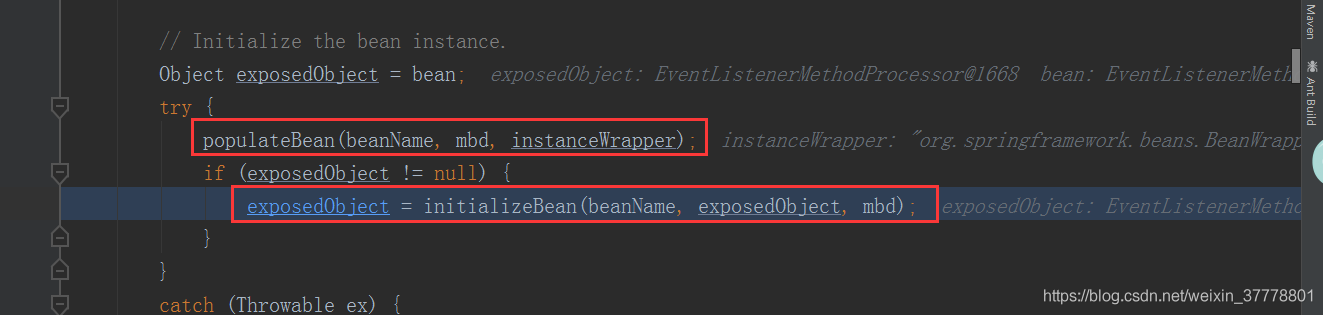 // Initialize the bean instance.
Object exposedObject = bean; exposedObject: EventListenerMethodProcessor@1668 bean: EventListenerMeth
try {
populateBean(beanName, mbd, instanceWrapper); instanceWrapper: "org.springframework.beans.BeanWrapp
if (exposedObject != null) {
exposedObject = initializeBean(beanName, exposedObject, mbd); exposedObject: EventListenerMetho
}
}
catch (Throwable ex) {
Maven
Ant Build
https://blog.csdn.net/weixin_37778801